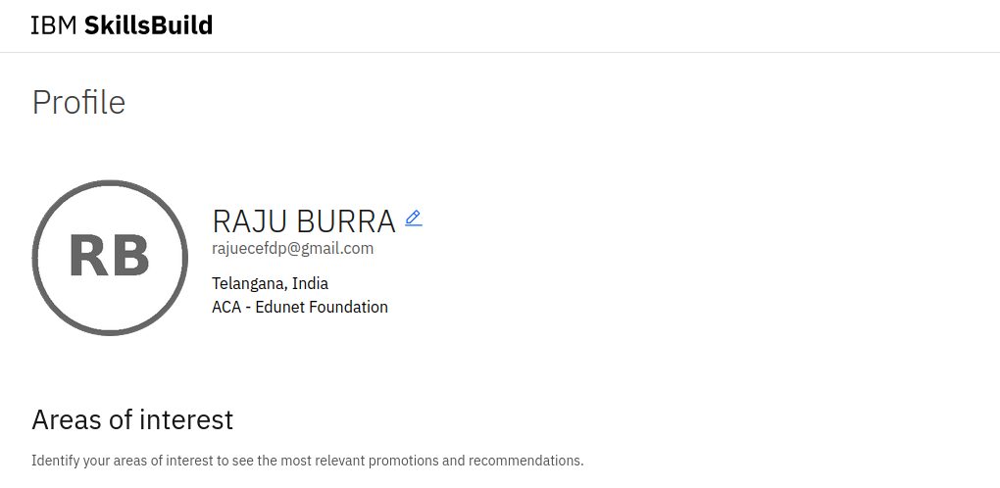 IBM SkillsBuild
Profile
RB
RAJU BURRA
rajuecefdp@gmail.com
Telangana, India
ACA - Edunet Foundation
Areas of interest
Identify your areas of interest to see the most relevant promotions and recommendations.